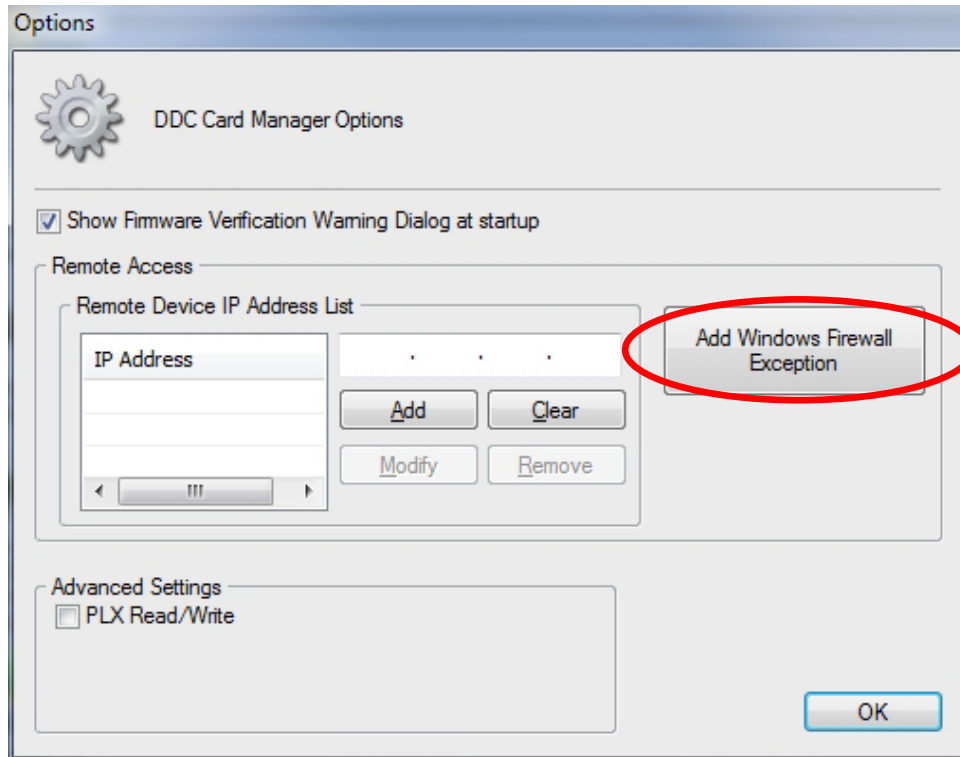 Options
DDC Card Manager Options
Show Firmware Verification Warning Dialog at startup
Remote Access
Remote Device IP Address List
IP Address
Add Windows Firewall
Exception
Add
Clear
Modify
Remove
Advanced Settings
PLX Read/Write
OK